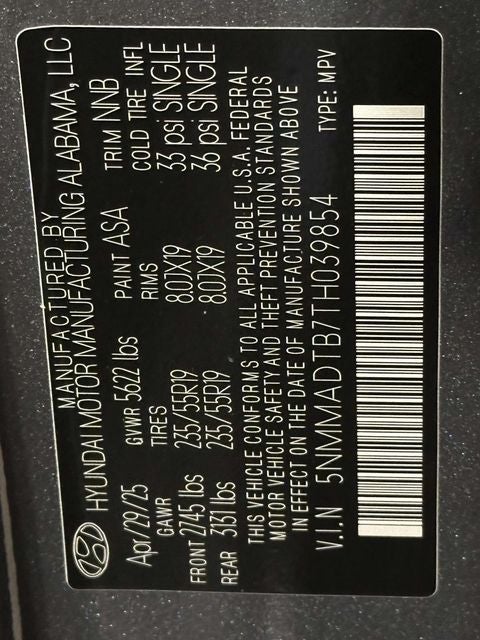 MANUFACTURED BY
HYUNDAI MOTOR MANUFACTURING ALABAMA, LLC
Apr/29/25 GVWR 5622 lbs PAINT ASA TRIM NNB
GAWR TIRES RIMS COLD TIRE INFL
FRONT 2745 lbs 235/55R19 8.0JX19 33 psi SINGLE
REAR 3131 lbs 235/55R19 8.0JX19 36 psi SINGLE
THIS VEHICLE CONFORMS TO ALL APPLICABLE U.S.A. FEDERAL
MOTOR VEHICLE SAFETY AND THEFT PREVENTION STANDARDS
IN EFFECT ON THE DATE OF MANUFACTURE SHOWN ABOVE
V.I.N 5NMMADTB7TH039854 TYPE: MPV